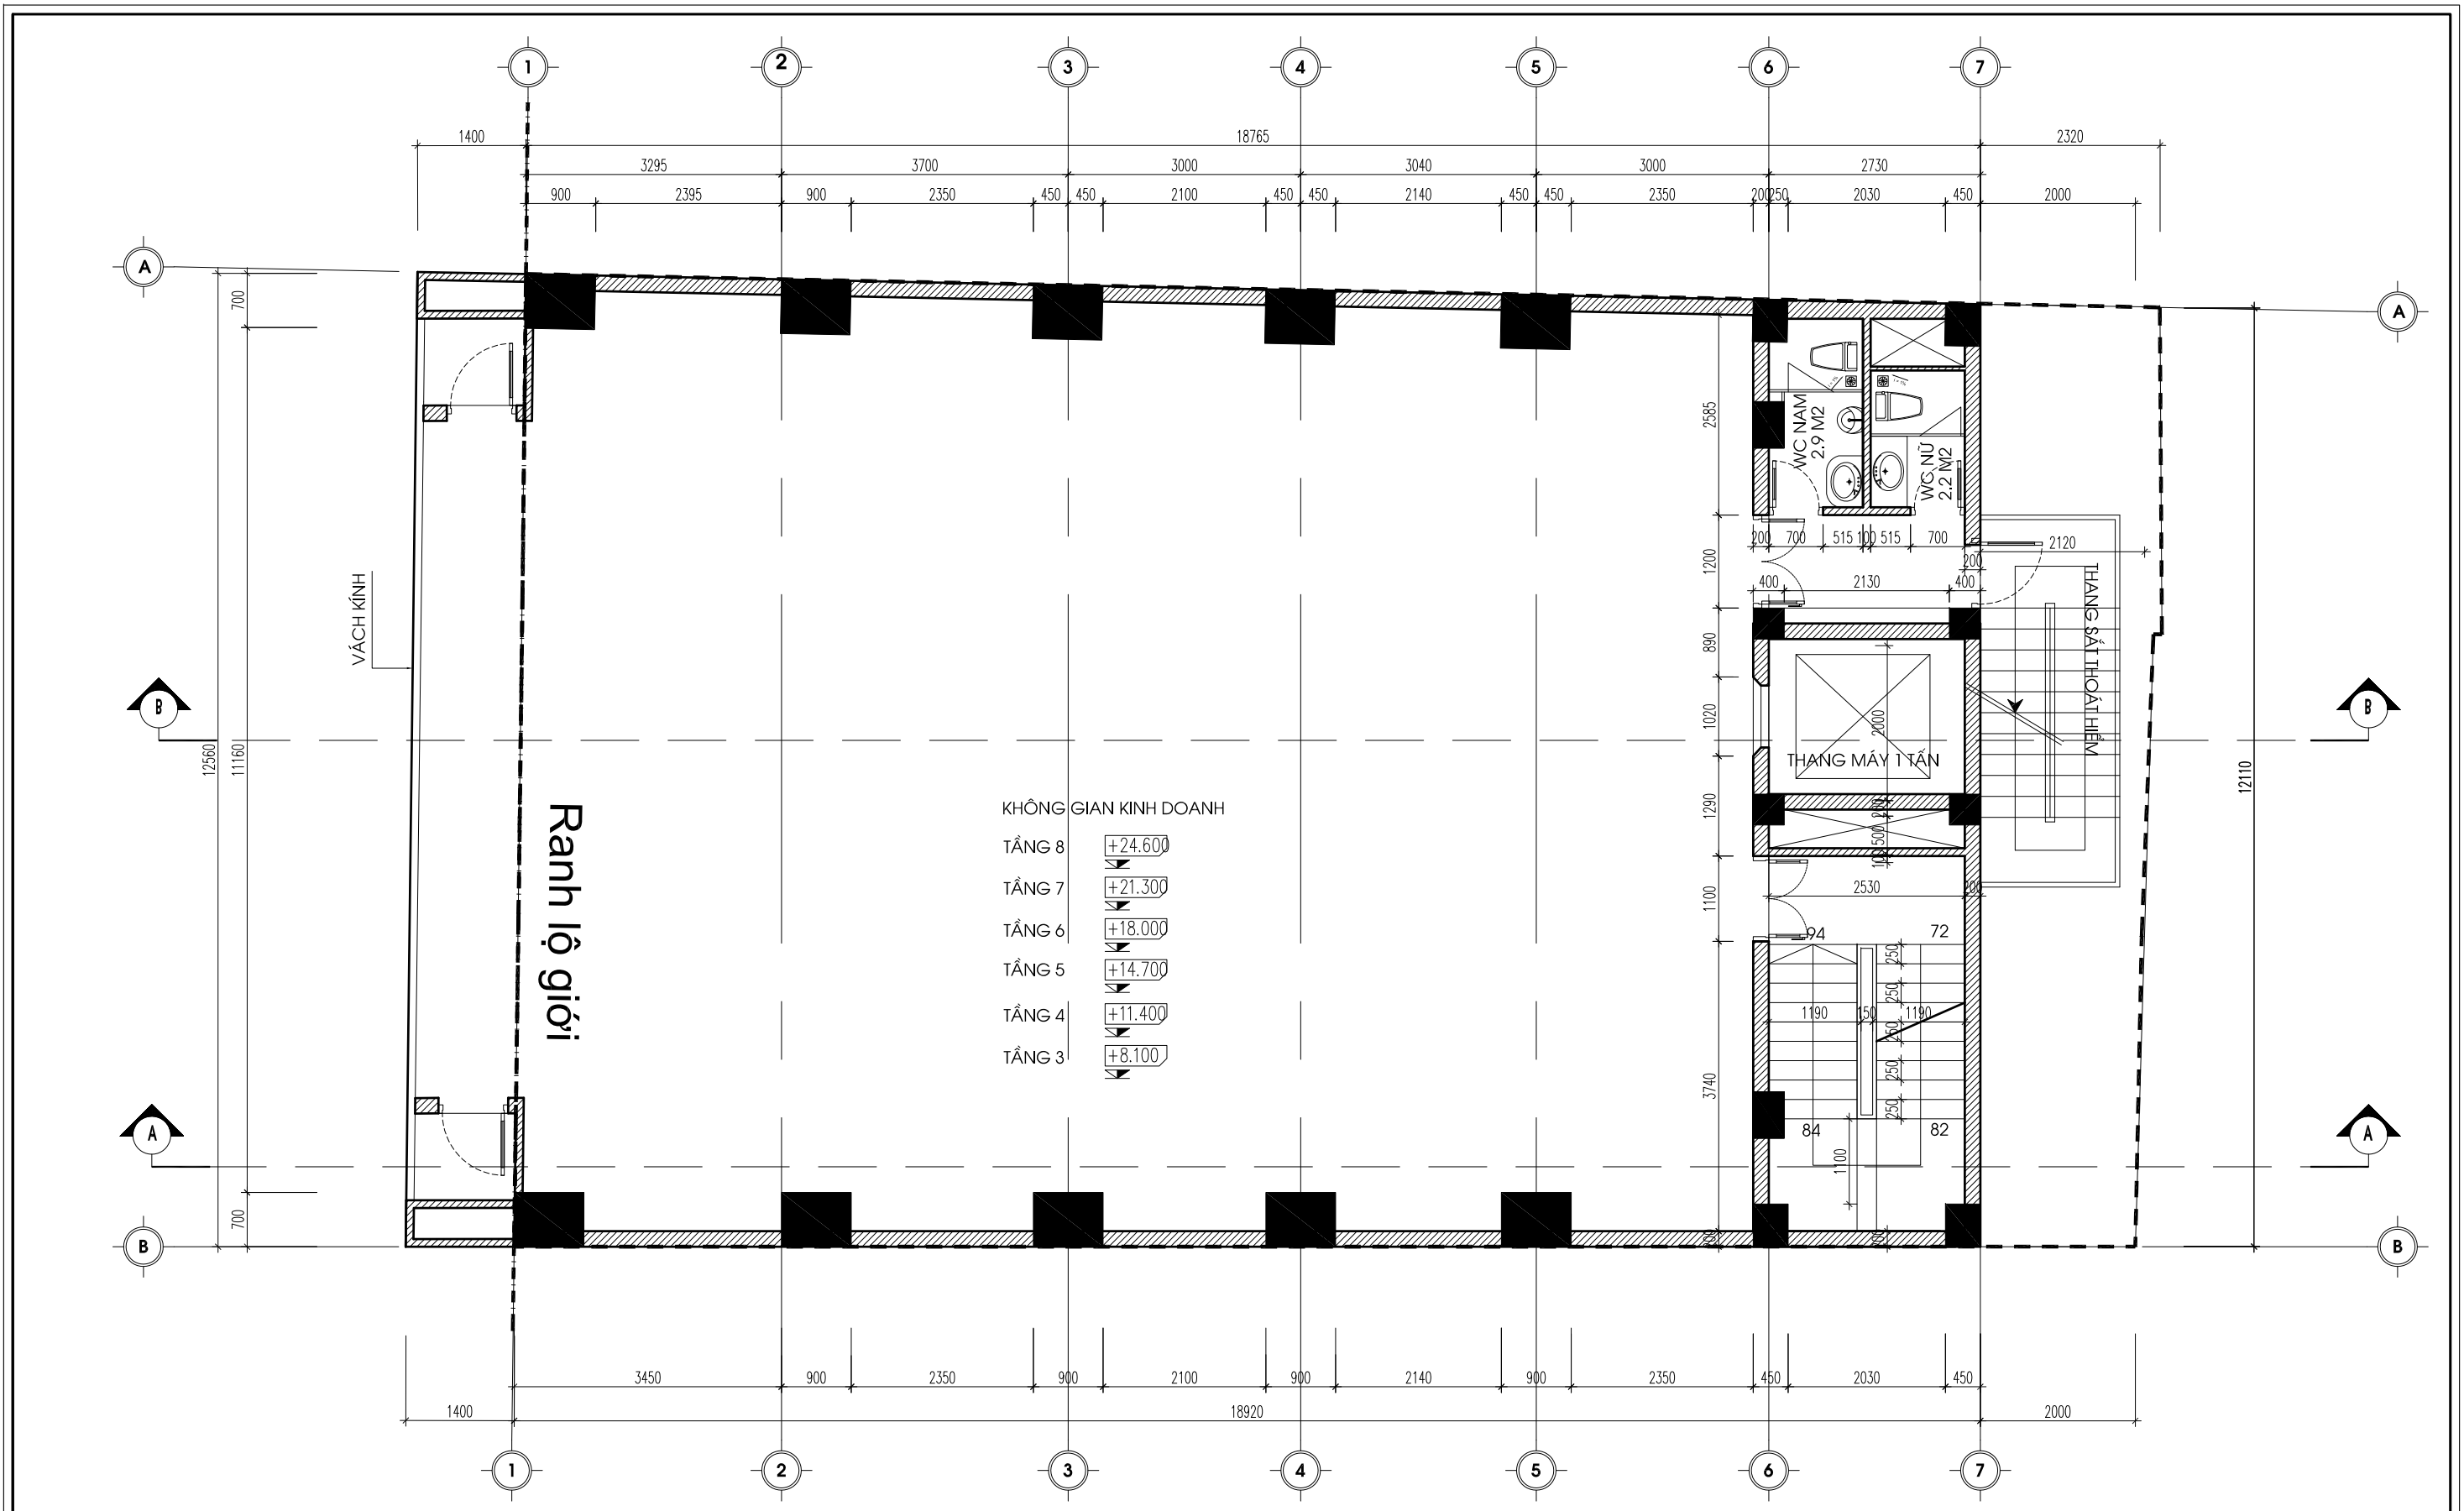 1 2 3 4 5 6 7
1400 18765 2320
3295 3700 3000 3040 3000 2730
900 2395 900 2350 450 450 2100 450 450 2140 450 450 2350 200 250 2030 450 2000
A A
700
12560
11160
700
12110
VÁCH KÍNH
Ranh lộ giới
B B
A A
B B
KHÔNG GIAN KINH DOANH
TẦNG 8 +24.600
TẦNG 7 +21.300
TẦNG 6 +18.000
TẦNG 5 +14.700
TẦNG 4 +11.400
TẦNG 3 +8.100
2585
1200
890
1020
1290
1100
3740
200
WC NAM
2.9 M2
WC NỮ
2.2 M2
200 700 515 100 515 700
2120
200
400 2130 400
THANG SẮT THOÁT HIỂM
2000
THANG MÁY 1 TẤN
200
500
100
2530 200
94 72
250
250
1190 150 1190
250
250
250
84 82
1100
200
3450 900 2350 900 2100 900 2140 900 2350 450 2030 450
1400 18920 2000
1 2 3 4 5 6 7